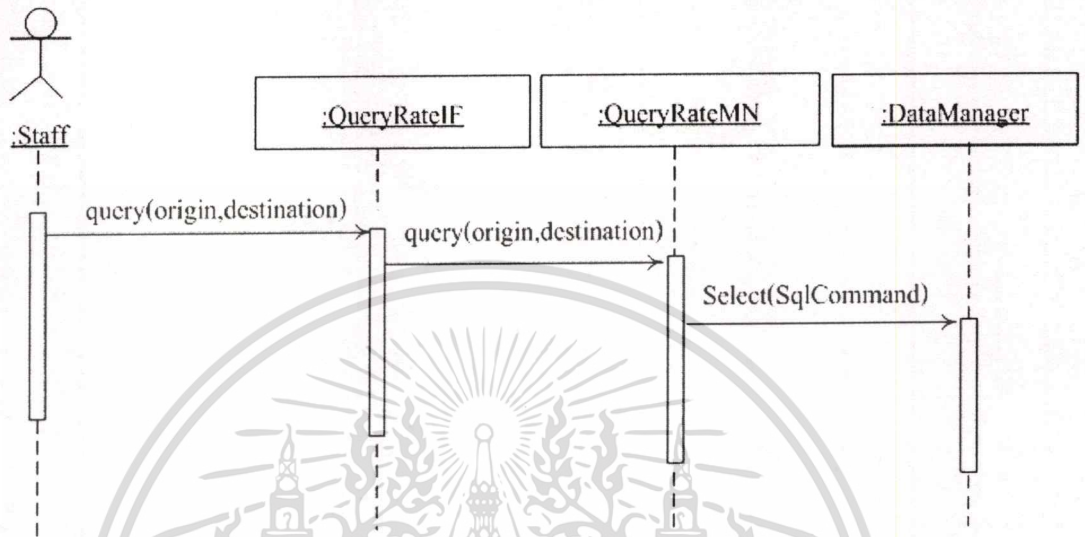 :Staff
:QueryRateIF
:QueryRateMN
:DataManager
query(origin,destination)
query(origin,destination)
Select(SqlCommand)